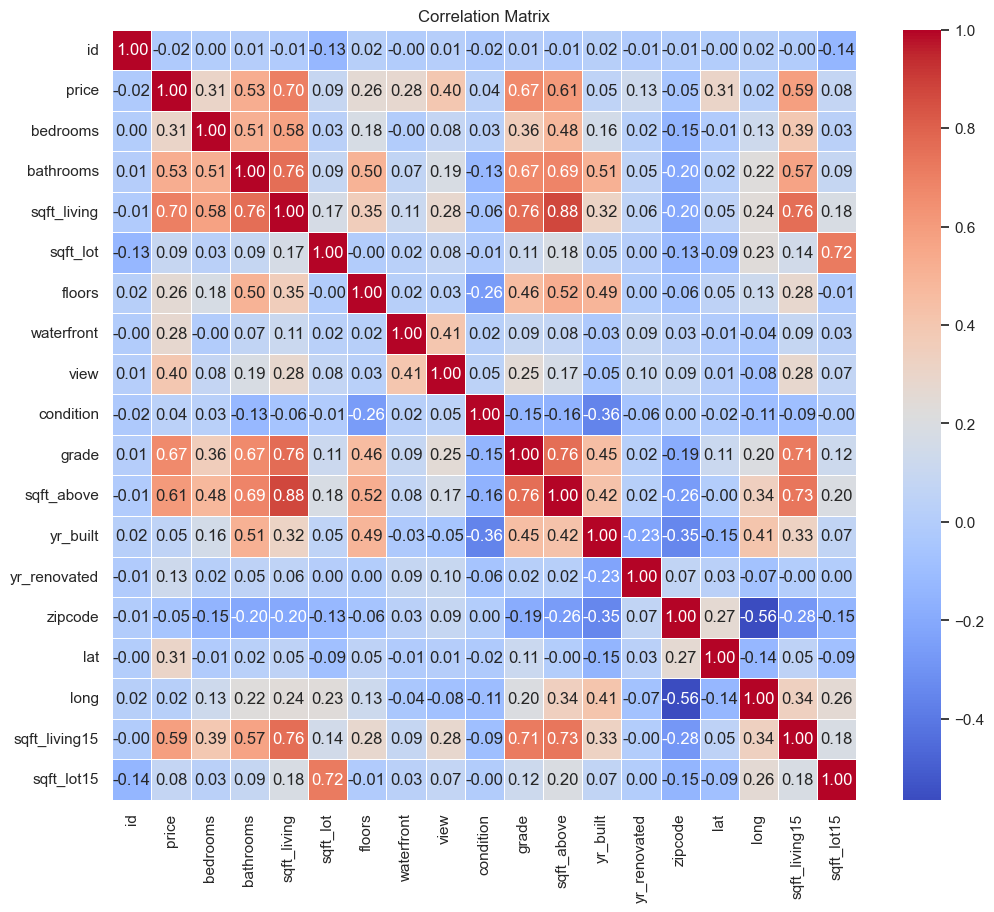 Correlation Matrix
id 1.00 -0.02 0.00 0.01 -0.01 -0.13 0.02 -0.00 0.01 -0.02 0.01 -0.01 0.02 -0.01 -0.01 -0.00 0.02 -0.00 -0.14
price -0.02 1.00 0.31 0.53 0.70 0.09 0.26 0.28 0.40 0.04 0.67 0.61 0.05 0.13 -0.05 0.31 0.02 0.59 0.08
bedrooms 0.00 0.31 1.00 0.51 0.58 0.03 0.18 -0.00 0.08 0.03 0.36 0.48 0.16 0.02 -0.15 -0.01 0.13 0.39 0.03
bathrooms 0.01 0.53 0.51 1.00 0.76 0.09 0.50 0.07 0.19 -0.13 0.67 0.69 0.51 0.05 -0.20 0.02 0.22 0.57 0.09
sqft_living -0.01 0.70 0.58 0.76 1.00 0.17 0.35 0.11 0.28 -0.06 0.76 0.88 0.32 0.06 -0.20 0.05 0.24 0.76 0.18
sqft_lot -0.13 0.09 0.03 0.09 0.17 1.00 -0.00 0.02 0.08 -0.01 0.11 0.18 0.05 0.00 -0.13 -0.09 0.23 0.14 0.72
floors 0.02 0.26 0.18 0.50 0.35 -0.00 1.00 0.02 0.03 -0.26 0.46 0.52 0.49 0.00 -0.06 0.05 0.13 0.28 -0.01
waterfront -0.00 0.28 -0.00 0.07 0.11 0.02 0.02 1.00 0.41 0.02 0.09 0.08 -0.03 0.09 0.03 -0.01 -0.04 0.09 0.03
view 0.01 0.40 0.08 0.19 0.28 0.08 0.03 0.41 1.00 0.05 0.25 0.17 -0.05 0.10 0.09 0.01 -0.08 0.28 0.07
condition -0.02 0.04 0.03 -0.13 -0.06 -0.01 -0.26 0.02 0.05 1.00 -0.15 -0.16 -0.36 -0.06 0.00 -0.02 -0.11 -0.09 -0.00
grade 0.01 0.67 0.36 0.67 0.76 0.11 0.46 0.09 0.25 -0.15 1.00 0.76 0.45 0.02 -0.19 0.11 0.20 0.71 0.12
sqft_above -0.01 0.61 0.48 0.69 0.88 0.18 0.52 0.08 0.17 -0.16 0.76 1.00 0.42 0.02 -0.26 -0.00 0.34 0.73 0.20
yr_built 0.02 0.05 0.16 0.51 0.32 0.05 0.49 -0.03 -0.05 -0.36 0.45 0.42 1.00 -0.23 -0.35 -0.15 0.41 0.33 0.07
yr_renovated -0.01 0.13 0.02 0.05 0.06 0.00 0.00 0.09 0.10 -0.06 0.02 0.02 -0.23 1.00 0.07 0.03 -0.07 -0.00 0.00
zipcode -0.01 -0.05 -0.15 -0.20 -0.20 -0.13 -0.06 0.03 0.09 0.00 -0.19 -0.26 -0.35 0.07 1.00 0.27 -0.56 -0.28 -0.15
lat -0.00 0.31 -0.01 0.02 0.05 -0.09 0.05 -0.01 0.01 -0.02 0.11 -0.00 -0.15 0.03 0.27 1.00 -0.14 0.05 -0.09
long 0.02 0.02 0.13 0.22 0.24 0.23 0.13 -0.04 -0.08 -0.11 0.20 0.34 0.41 -0.07 -0.56 -0.14 1.00 0.34 0.26
sqft_living15 -0.00 0.59 0.39 0.57 0.76 0.14 0.28 0.09 0.28 -0.09 0.71 0.73 0.33 -0.00 -0.28 0.05 0.34 1.00 0.18
sqft_lot15 -0.14 0.08 0.03 0.09 0.18 0.72 -0.01 0.03 0.07 -0.00 0.12 0.20 0.07 0.00 -0.15 -0.09 0.26 0.18 1.00
id price bedrooms bathrooms sqft_living sqft_lot floors waterfront view condition grade sqft_above yr_built yr_renovated zipcode lat long sqft_living15 sqft_lot15
1.0
0.8
0.6
0.4
0.2
0.0
−0.2
−0.4